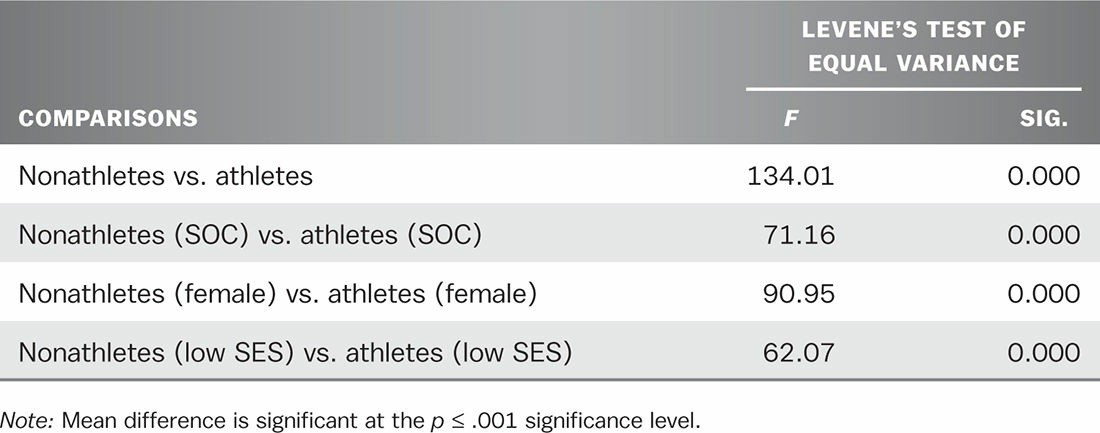 LEVENE'S TEST OF
EQUAL VARIANCE
COMPARISONS F SIG.
Nonathletes vs. athletes 134.01 0.000
Nonathletes (SOC) vs. athletes (SOC) 71.16 0.000
Nonathletes (female) vs. athletes (female) 90.95 0.000
Nonathletes (low SES) vs. athletes (low SES) 62.07 0.000
Note: Mean difference is significant at the p ≤ .001 significance level.